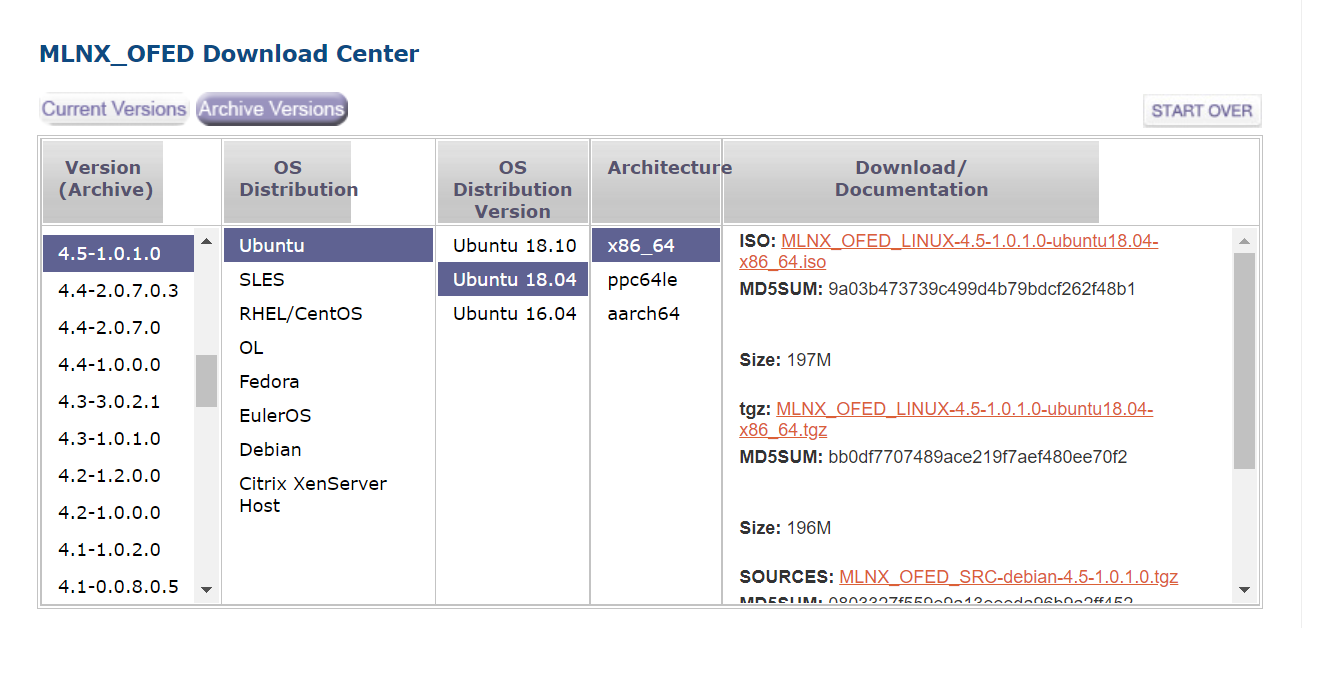 MLNX_OFED Download Center
Current Versions
Archive Versions
START OVER
Version
(Archive)
OS
Distribution
OS
Distribution
Version
Architecture
Download/
Documentation
4.5-1.0.1.0
4.4-2.0.7.0.3
4.4-2.0.7.0
4.4-1.0.0.0
4.3-3.0.2.1
4.3-1.0.1.0
4.2-1.2.0.0
4.2-1.0.0.0
4.1-1.0.2.0
4.1-0.0.8.0.5
Ubuntu
SLES
RHEL/CentOS
OL
Fedora
EulerOS
Debian
Citrix XenServer
Host
Ubuntu 18.10
Ubuntu 18.04
Ubuntu 16.04
x86_64
ppc64le
aarch64
ISO: MLNX_OFED_LINUX-4.5-1.0.1.0-ubuntu18.04-
x86_64.iso
MD5SUM: 9a03b473739c499d4b79bdcf262f48b1
Size: 197M
tgz: MLNX_OFED_LINUX-4.5-1.0.1.0-ubuntu18.04-
x86_64.tgz
MD5SUM: bb0df7707489ace219f7aef480ee70f2
Size: 196M
SOURCES: MLNX_OFED_SRC-debian-4.5-1.0.1.0.tgz
MD5SUM: